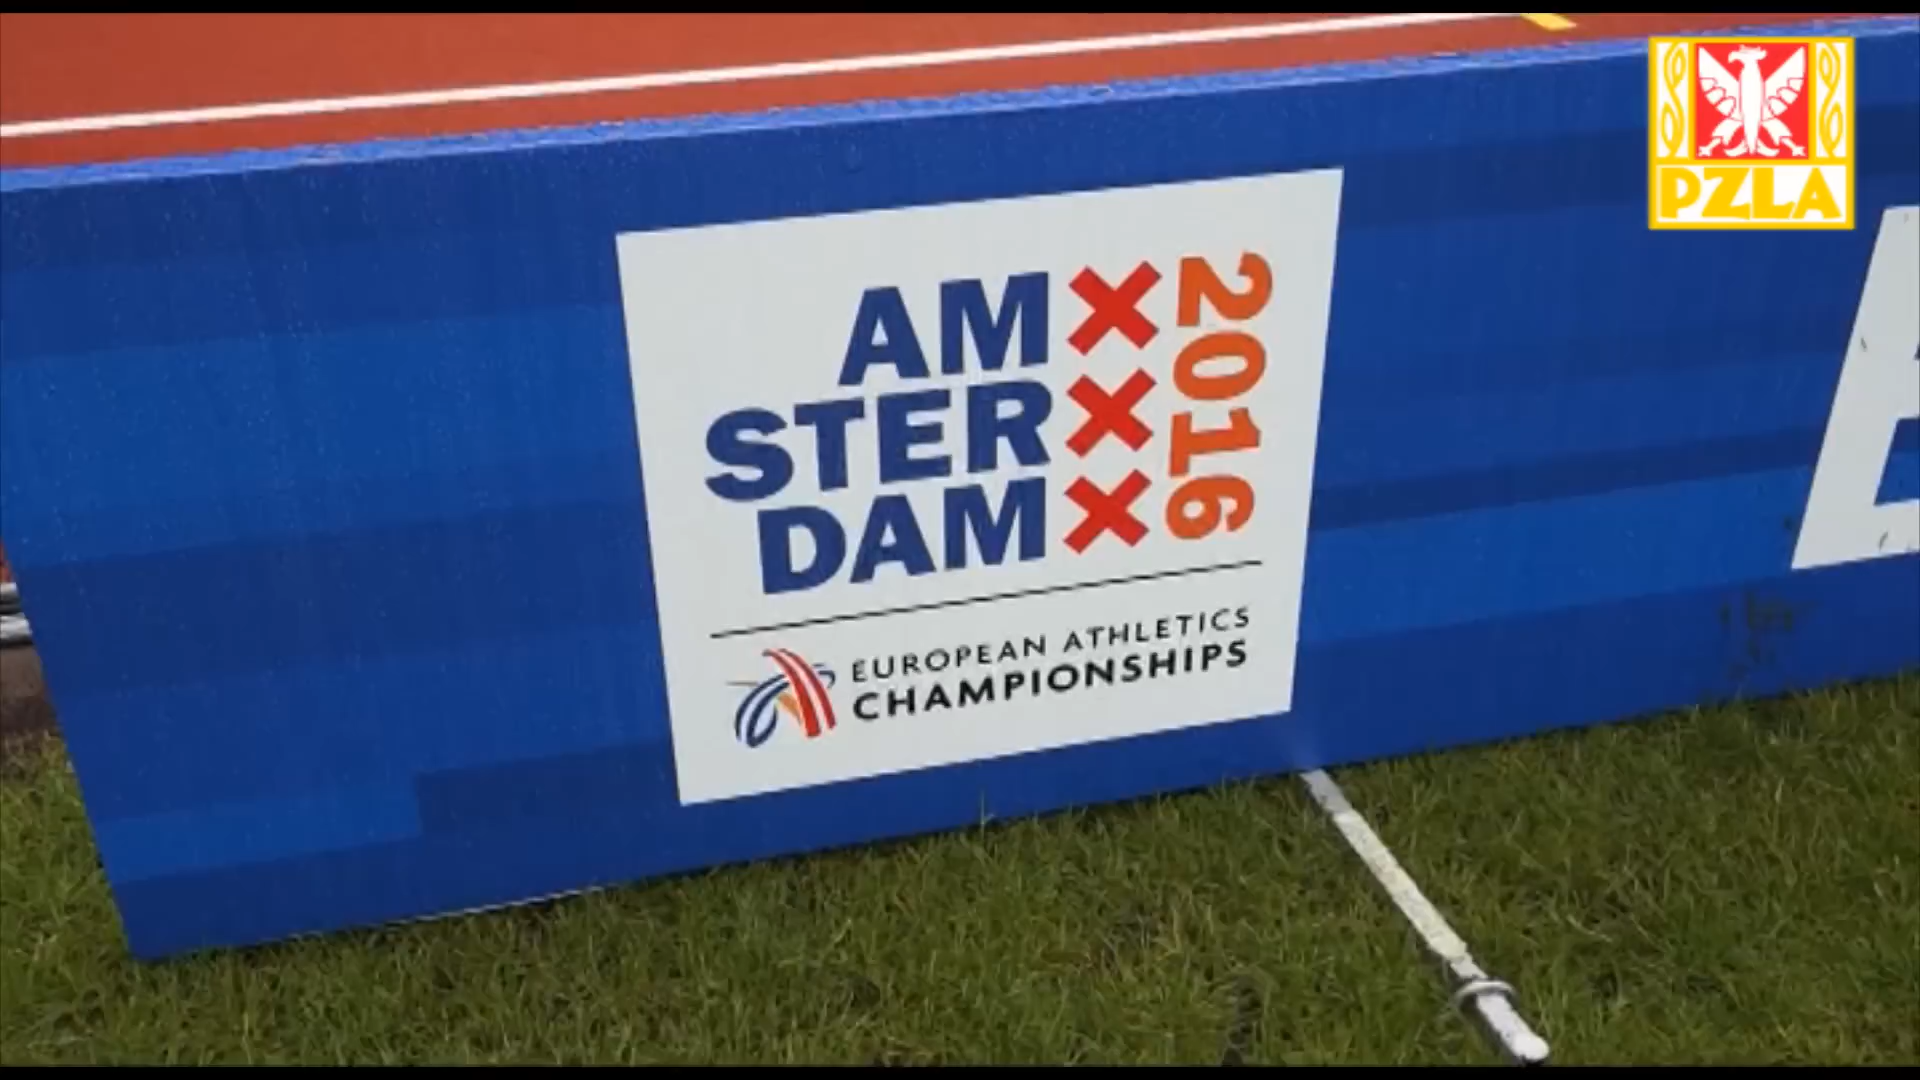 PZLA
AM
STER
DAM
2016
EUROPEAN ATHLETICS
CHAMPIONSHIPS